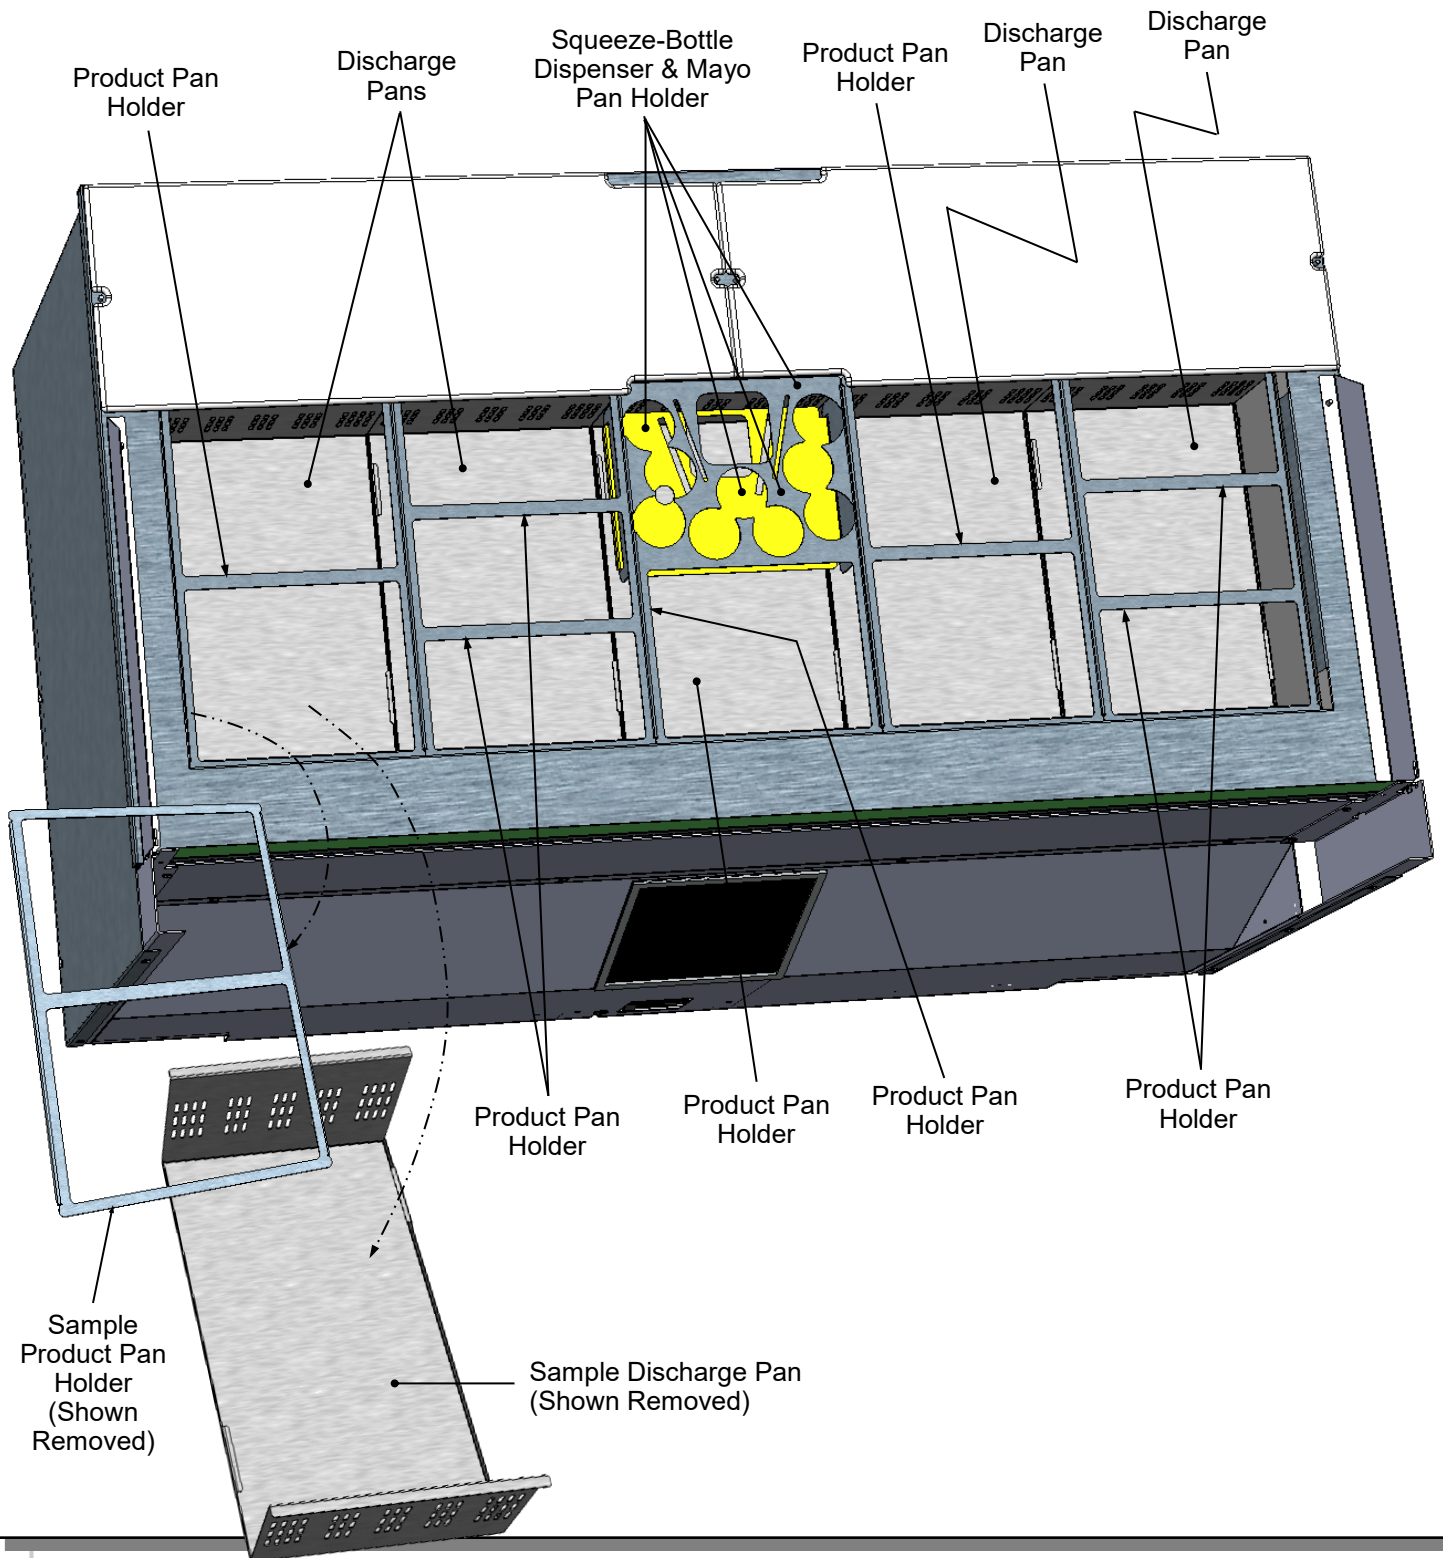 Product Pan
Holder
Discharge
Pans
Squeeze-Bottle
Dispenser & Mayo
Pan Holder
Product Pan
Holder
Discharge
Pan
Discharge
Pan
Product Pan
Holder
Product Pan
Holder
Product Pan
Holder
Product Pan
Holder
Sample
Product Pan
Holder
(Shown
Removed)
Sample Discharge Pan
(Shown Removed)